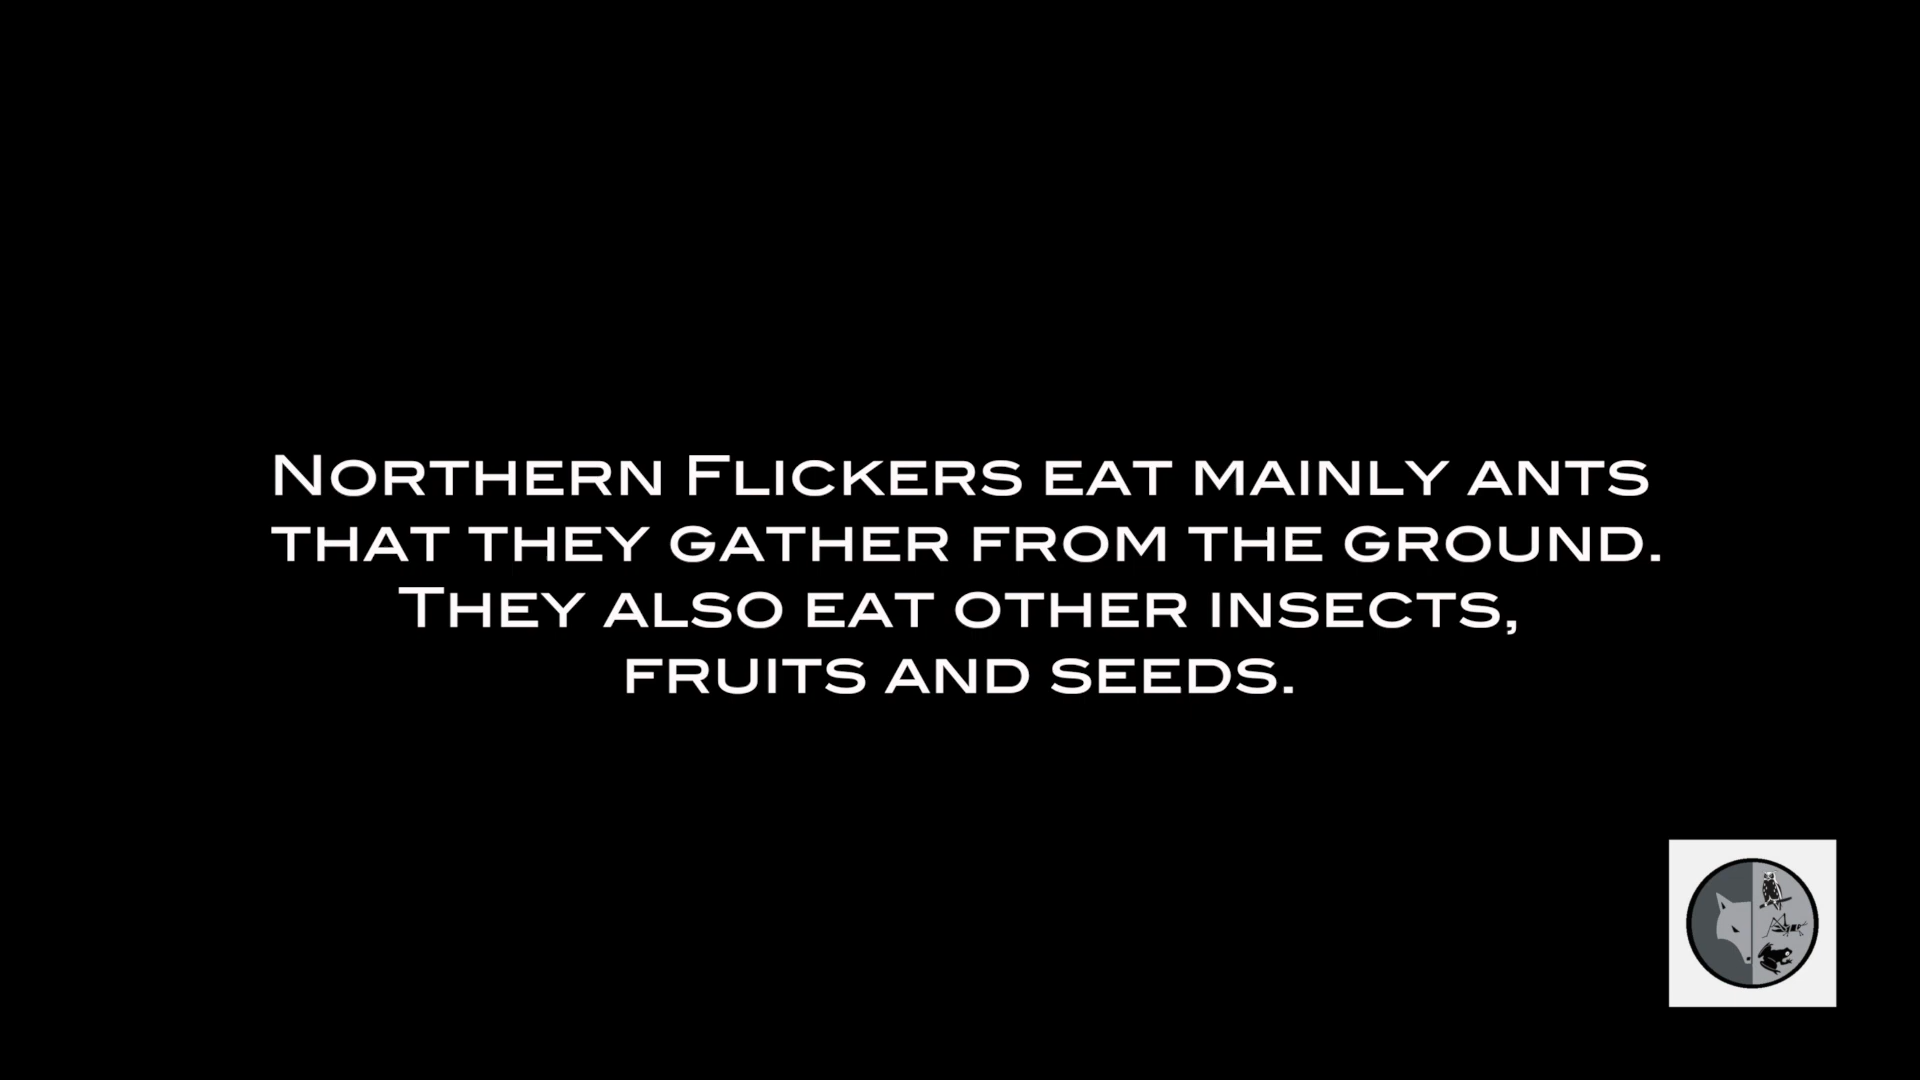 Northern Flickers eat mainly ants
that they gather from the ground.
They also eat other insects,
fruits and seeds.